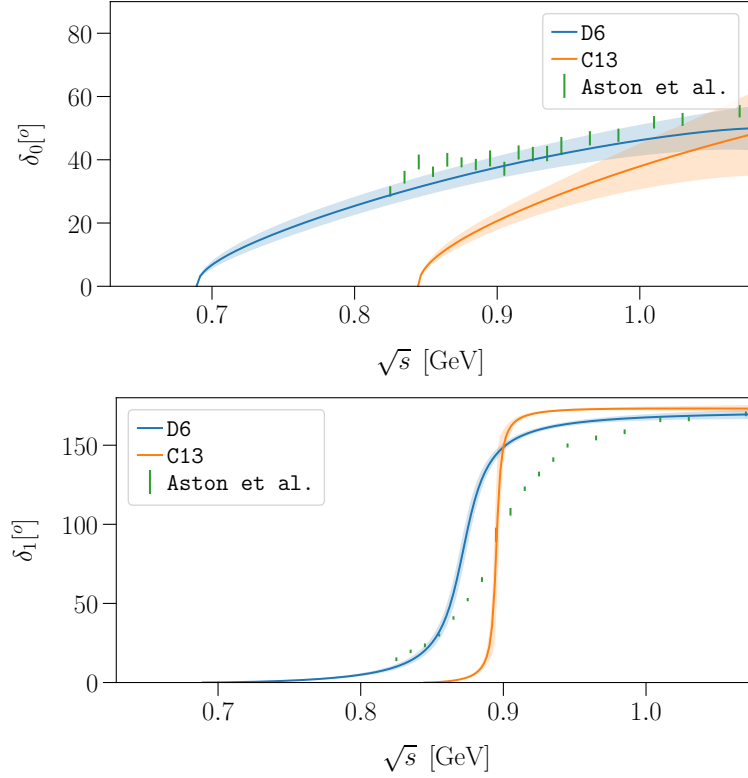 80
60
40
20
0
δ₀[°]
D6
C13
Aston et al.
0.7 0.8 0.9 1.0
√s [GeV]
150
100
50
0
δ₁[°]
D6
C13
Aston et al.
0.7 0.8 0.9 1.0
√s [GeV]